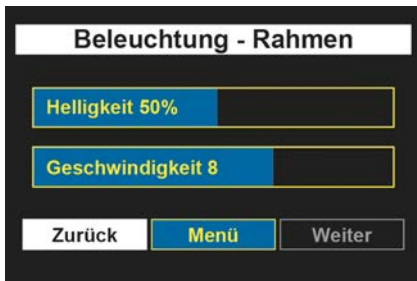 Beleuchtung - Rahmen
Helligkeit 50%
Geschwindigkeit 8
Zurück Menü Weiter